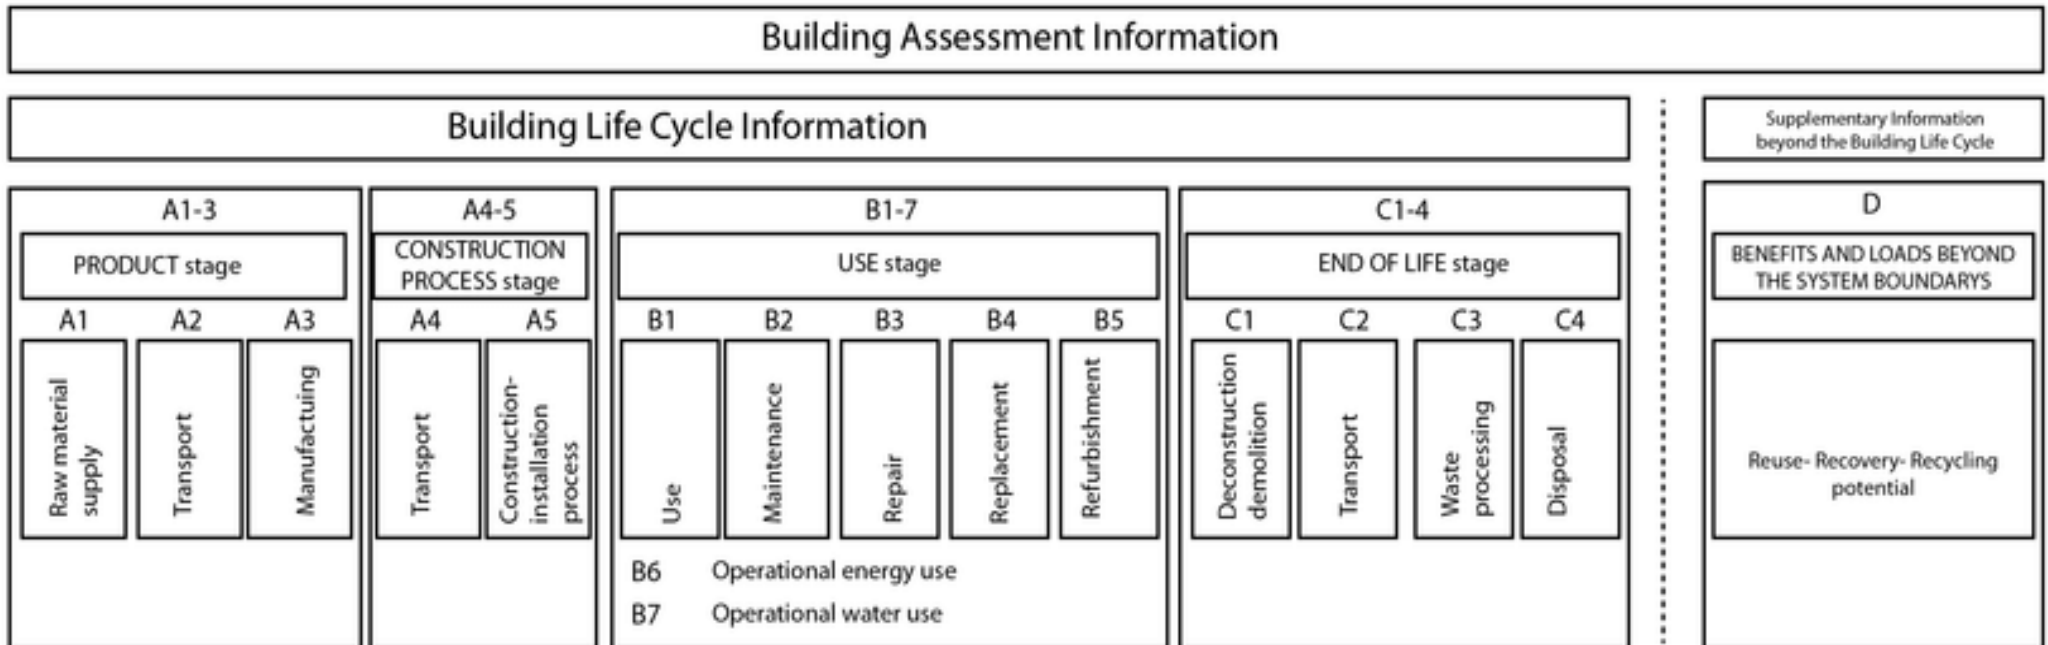 Building Assessment Information
Building Life Cycle Information
Supplementary Information
beyond the Building Life Cycle
A1-3
PRODUCT stage
A1
A2
A3
Raw material
supply
Transport
Manufactuing
A4-5
CONSTRUCTION
PROCESS stage
A4
A5
Transport
Construction-
installation
process
B1-7
USE stage
B1
B2
B3
B4
B5
Use
Maintenance
Repair
Replacement
Refurbishment
B6 Operational energy use
B7 Operational water use
C1-4
END OF LIFE stage
C1
C2
C3
C4
Deconstruction
demolition
Transport
Waste
processing
Disposal
D
BENEFITS AND LOADS BEYOND
THE SYSTEM BOUNDARYS
Reuse- Recovery- Recycling
potential